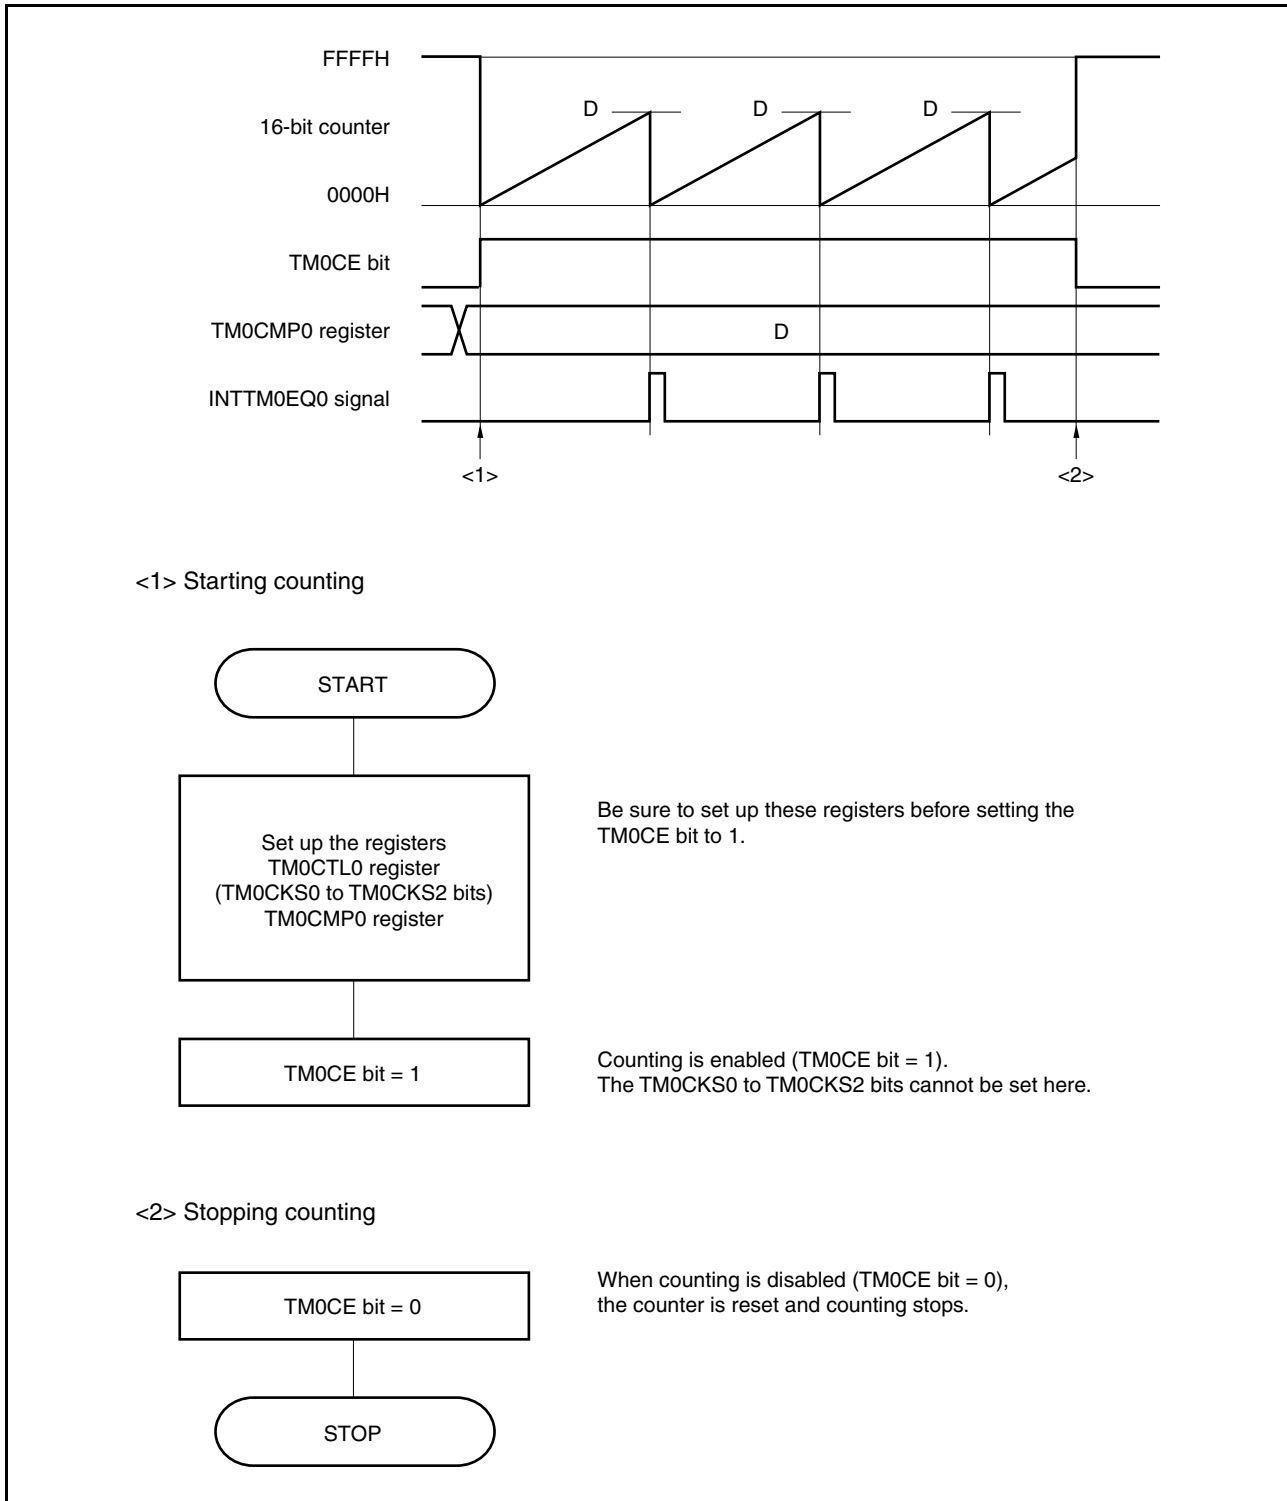 FFFFH
D D D
16-bit counter
0000H
TM0CE bit
TM0CMP0 register
D
INTTM0EQ0 signal
<1>
<2>
<1> Starting counting
START
Set up the registers
TM0CTL0 register
(TM0CKS0 to TM0CKS2 bits)
TM0CMP0 register
Be sure to set up these registers before setting the
TM0CE bit to 1.
TM0CE bit = 1
Counting is enabled (TM0CE bit = 1).
The TM0CKS0 to TM0CKS2 bits cannot be set here.
<2> Stopping counting
TM0CE bit = 0
When counting is disabled (TM0CE bit = 0),
the counter is reset and counting stops.
STOP